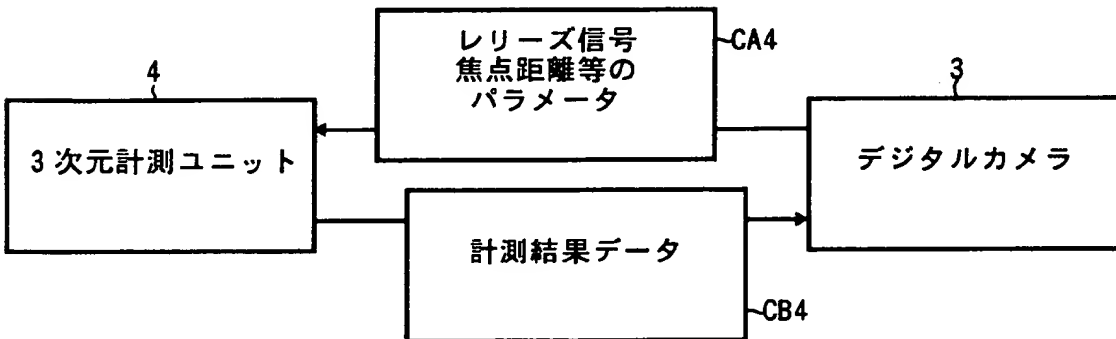 レリーズ信号
焦点距離等の
パラメータ
CA4
4
3次元計測ユニット
3
デジタルカメラ
計測結果データ
CB4